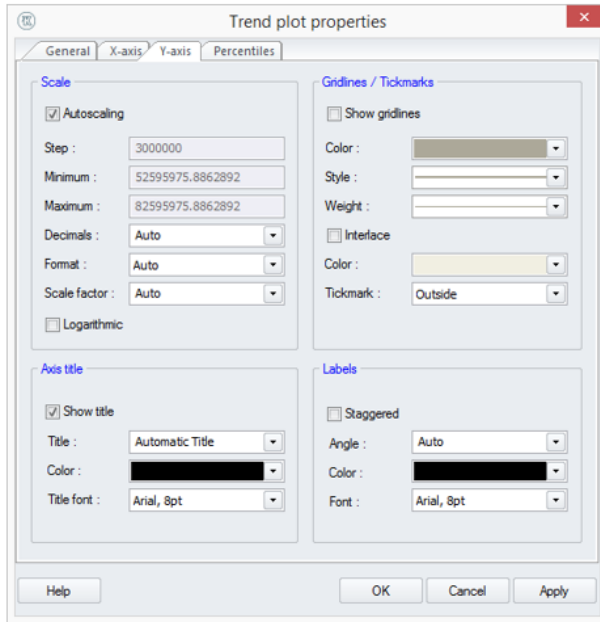 Trend plot properties
General X-axis Y-axis Percentiles
Scale
Autoscaling
Step : 3000000
Minimum : 52595975.8862892
Maximum : 82595975.8862892
Decimals : Auto
Format : Auto
Scale factor : Auto
Logarithmic
Gridlines / Tickmarks
Show gridlines
Color :
Style :
Weight :
Interlace
Color :
Tickmark : Outside
Axis title
Show title
Title : Automatic Title
Color :
Title font : Arial, 8pt
Labels
Staggered
Angle : Auto
Color :
Font : Arial, 8pt
Help OK Cancel Apply